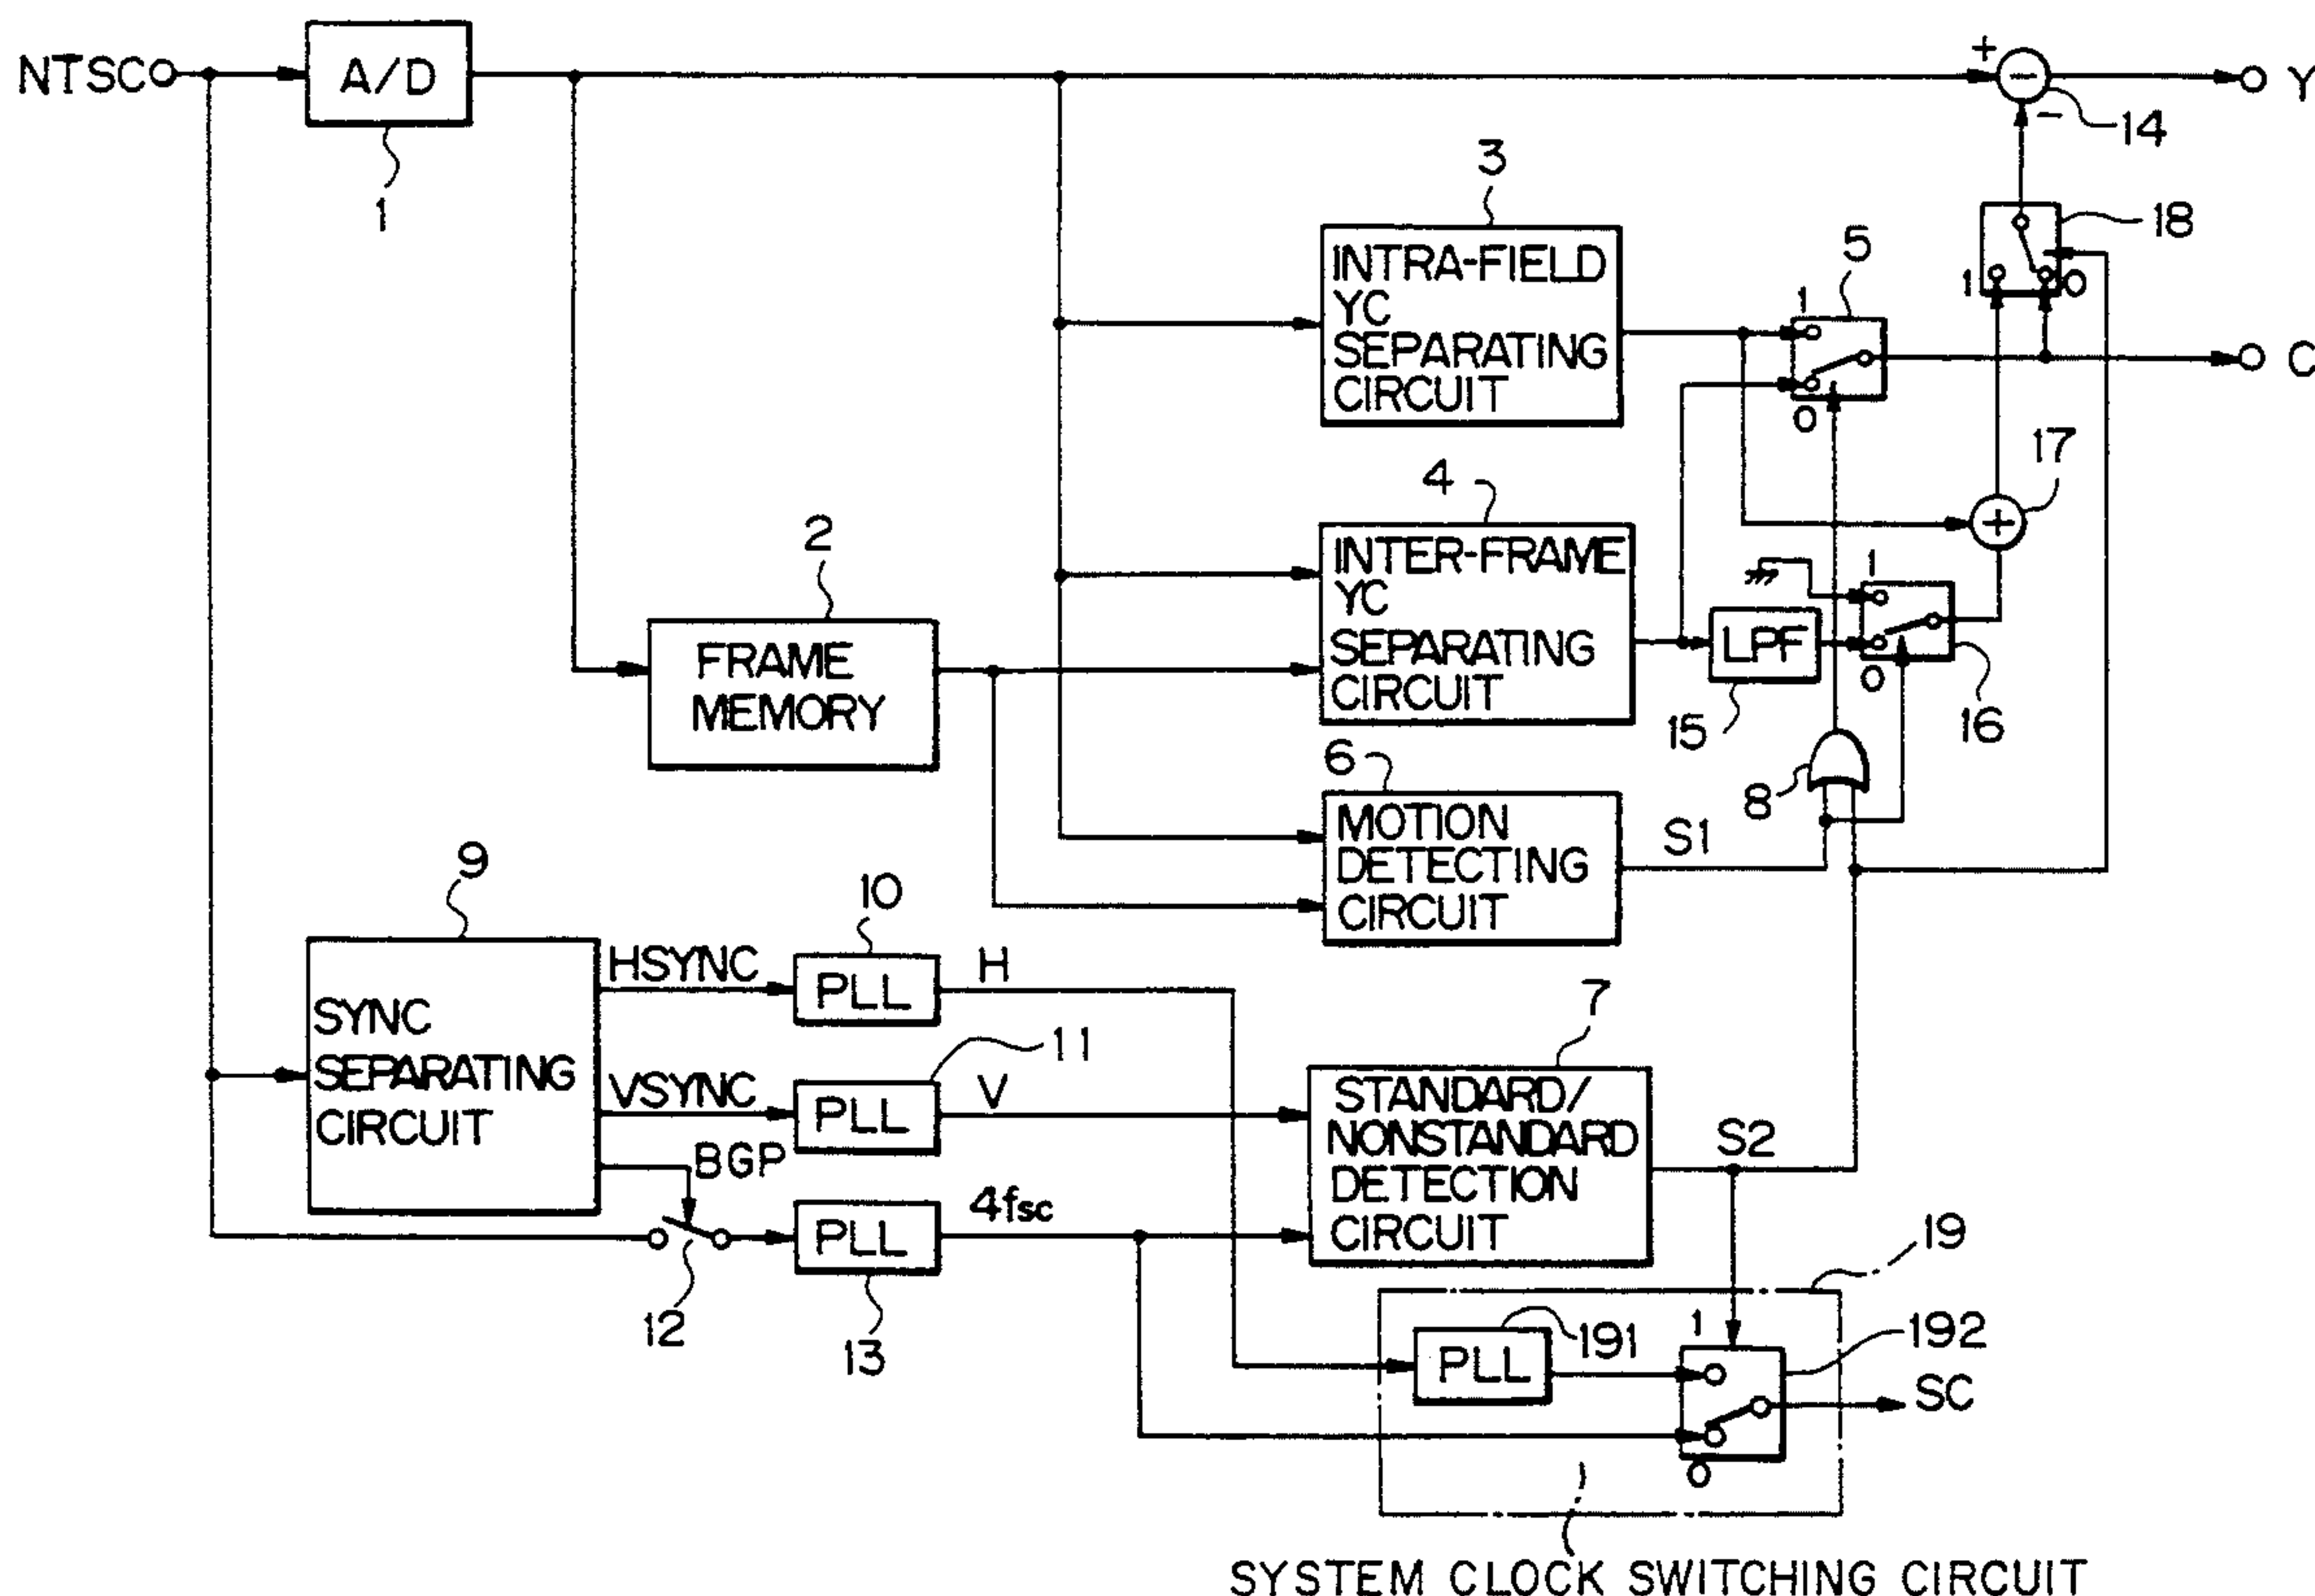 NTSC
A/D
1
+
-
-
14
Y
3
INTRA-FIELD
YC
SEPARATING
CIRCUIT
5
1
0
18
1
0
C
17
+
4
INTER-FRAME
YC
SEPARATING
CIRCUIT
2
FRAME
MEMORY
LPF
15
1
0
16
8
6
MOTION
DETECTING
CIRCUIT
S1
9
SYNC
SEPARATING
CIRCUIT
HSYNC
10
PLL
H
VSYNC
11
PLL
V
BGP
12
PLL
13
4fsc
7
STANDARD/
NONSTANDARD
DETECTION
CIRCUIT
S2
19
PLL
191
1
0
192
SC
SYSTEM CLOCK SWITCHING CIRCUIT